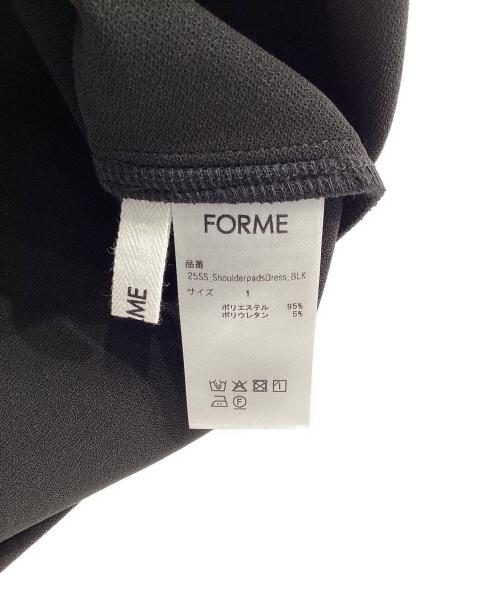 FORME
品番
25SS_ShoulderpadsDress_BLK
サイズ 1
ポリエステル 95%
ポリウレタン 5%
ME